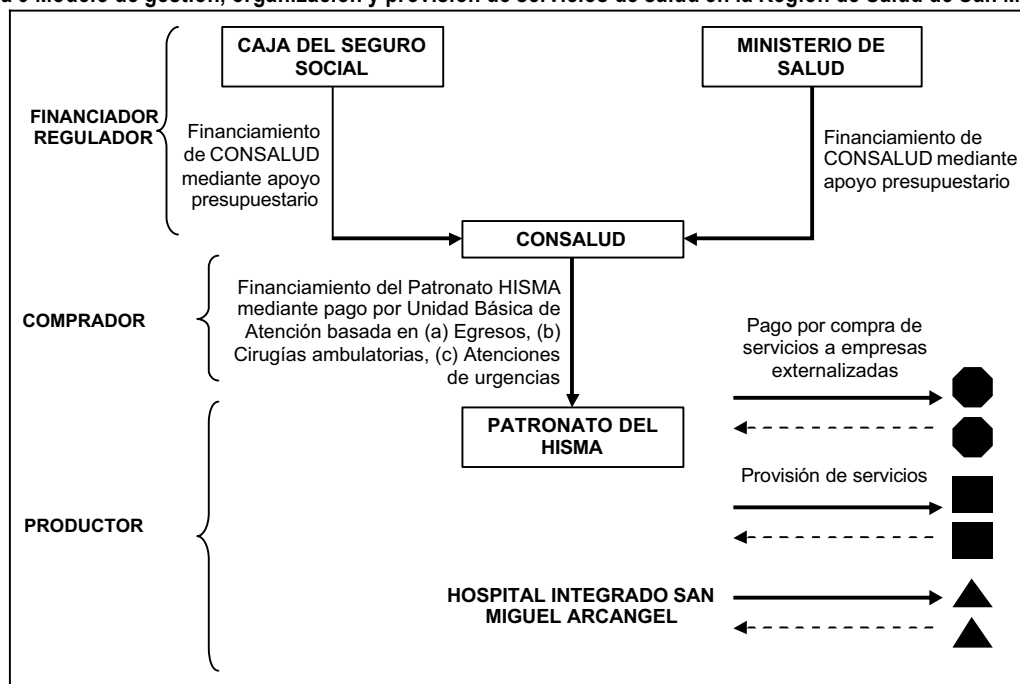 Modelo de gestión, organización y provisión de servicios de salud en la Región de Salud de San
CAJA DEL SEGURO
SOCIAL
MINISTERIO DE
SALUD
FINANCIADOR
REGULADOR
Financiamiento
de CONSALUD
mediante apoyo
presupuestario
Financiamiento de
CONSALUD mediante
apoyo presupuestario
CONSALUD
COMPRADOR
Financiamiento del Patronato HISMA
mediante pago por Unidad Básica de
Atención basada en (a) Egresos, (b)
Cirugías ambulatorias, (c) Atenciones
de urgencias
Pago por compra de
servicios a empresas
externalizadas
PATRONATO DEL
HISMA
Provisión de servicios
PRODUCTOR
HOSPITAL INTEGRADO SAN
MIGUEL ARCANGEL